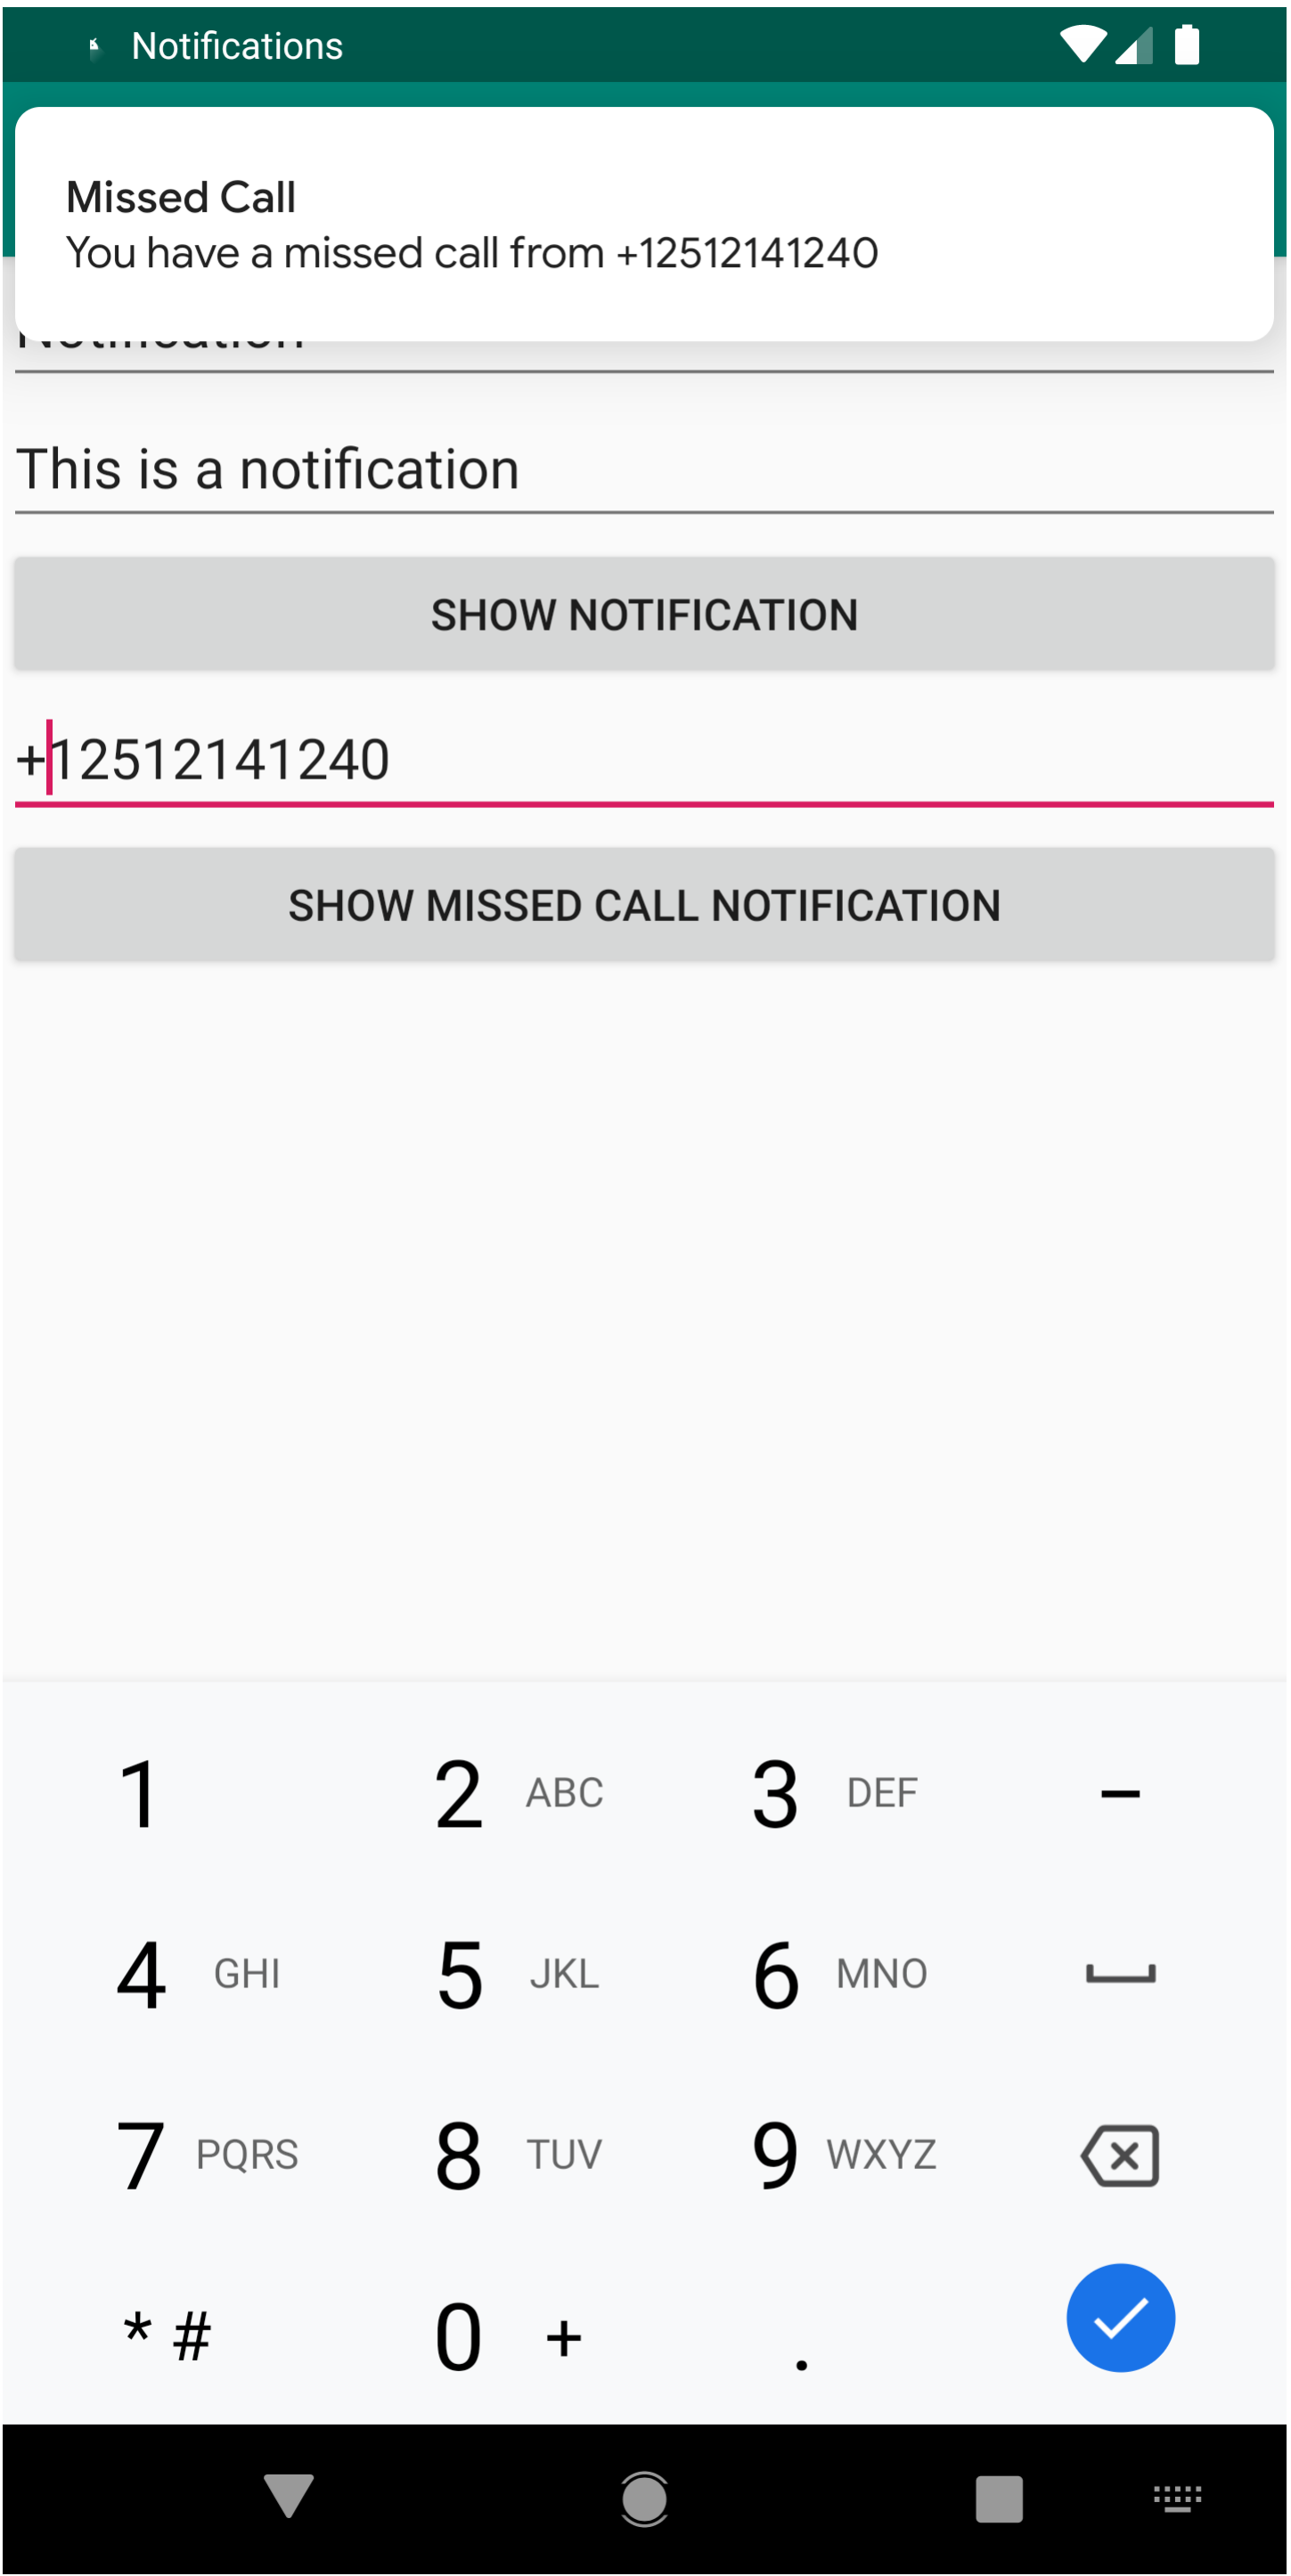 Notifications
Missed Call
You have a missed call from +12512141240
Notification
This is a notification
SHOW NOTIFICATION
+12512141240
SHOW MISSED CALL NOTIFICATION
1 2 ABC 3 DEF -
4 GHI 5 JKL 6 MNO
7 PQRS 8 TUV 9 WXYZ
* # 0 + .